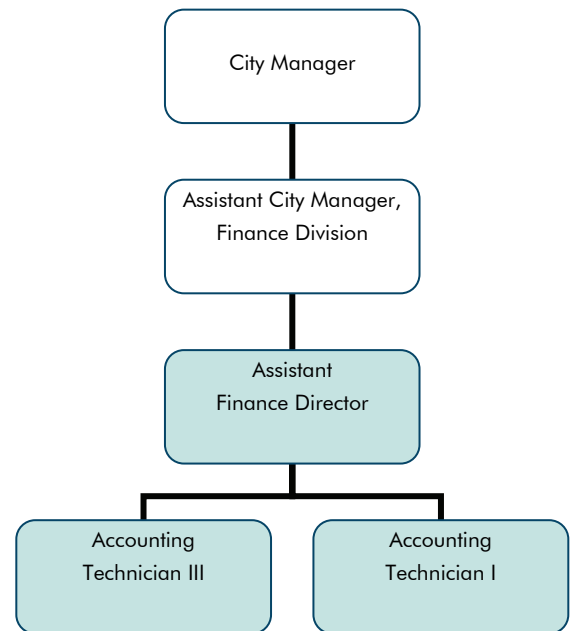 City Manager
Assistant City Manager,
Finance Division
Assistant
Finance Director
Accounting
Technician III
Accounting
Technician I